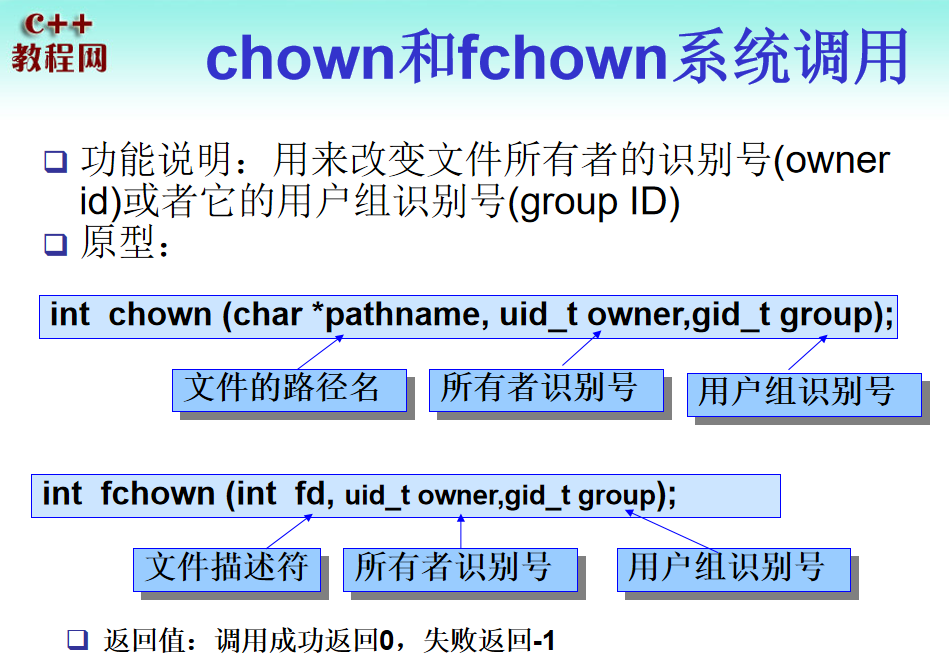 C++
教程网
chown和fchown系统调用
功能说明：用来改变文件所有者的识别号(owner
id)或者它的用户组识别号(group ID)
原型：
int chown (char *pathname, uid_t owner,gid_t group);
文件的路径名 所有者识别号 用户组识别号
int fchown (int fd, uid_t owner,gid_t group);
文件描述符 所有者识别号 用户组识别号
返回值：调用成功返回0，失败返回-1